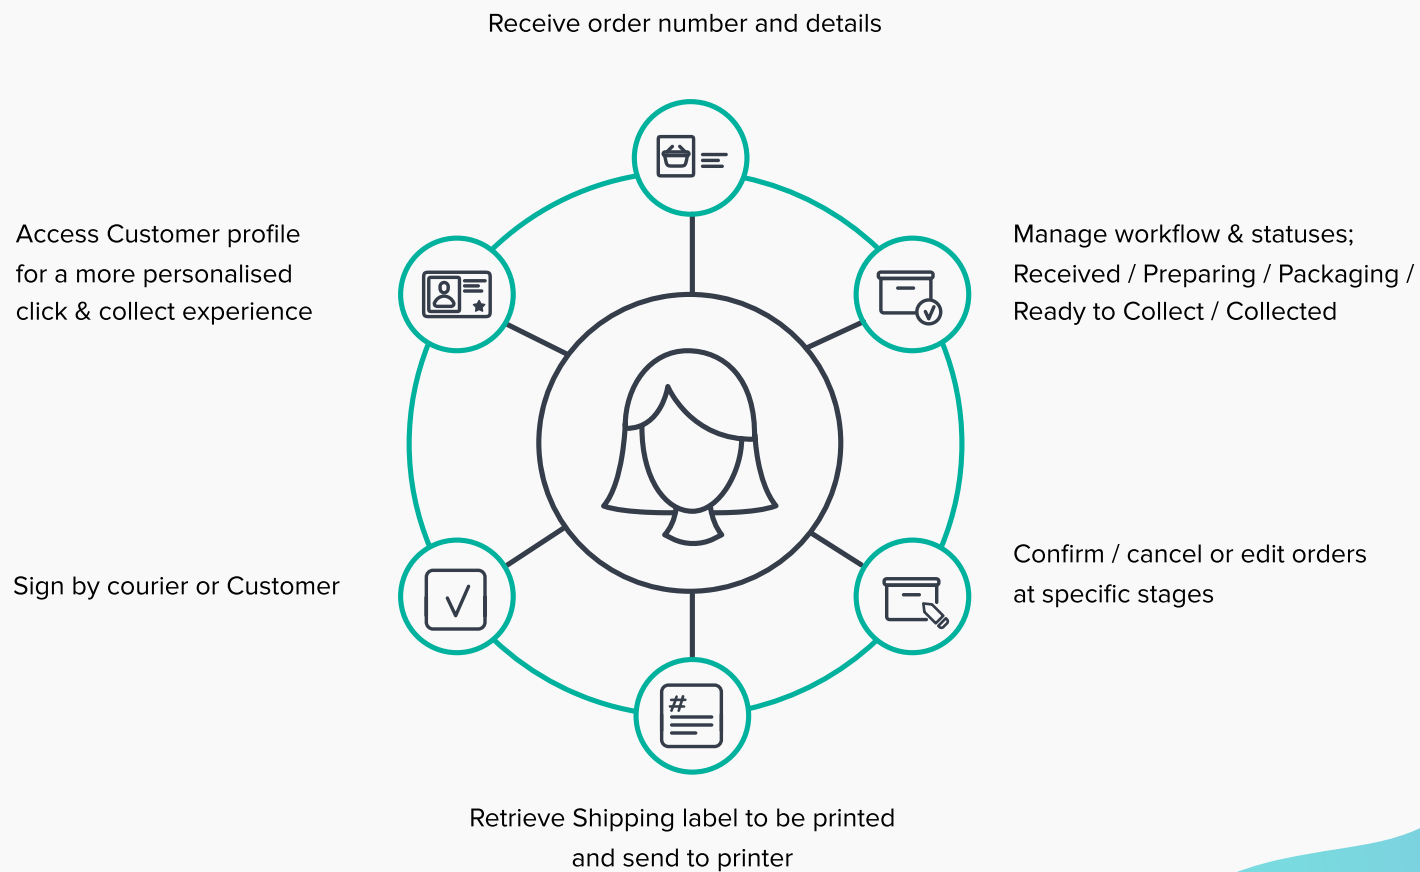 Receive order number and details
Access Customer profile
for a more personalised
click & collect experience
Manage workflow & statuses;
Received / Preparing / Packaging /
Ready to Collect / Collected
Sign by courier or Customer
Confirm / cancel or edit orders
at specific stages
#
Retrieve Shipping label to be printed
and send to printer